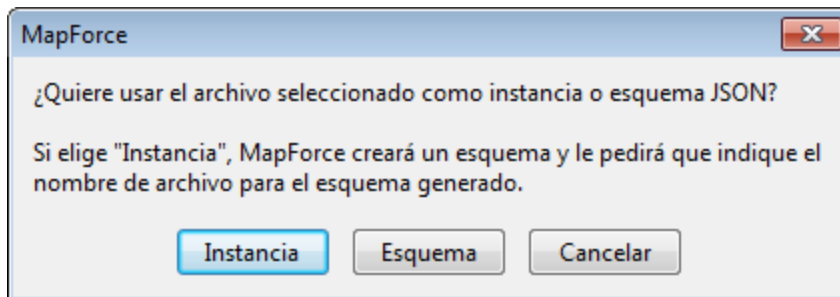 MapForce
¿Quiere usar el archivo seleccionado como instancia o esquema JSON?
Si elige "Instancia", MapForce creará un esquema y le pedirá que indique el
nombre de archivo para el esquema generado.
Instancia Esquema Cancelar